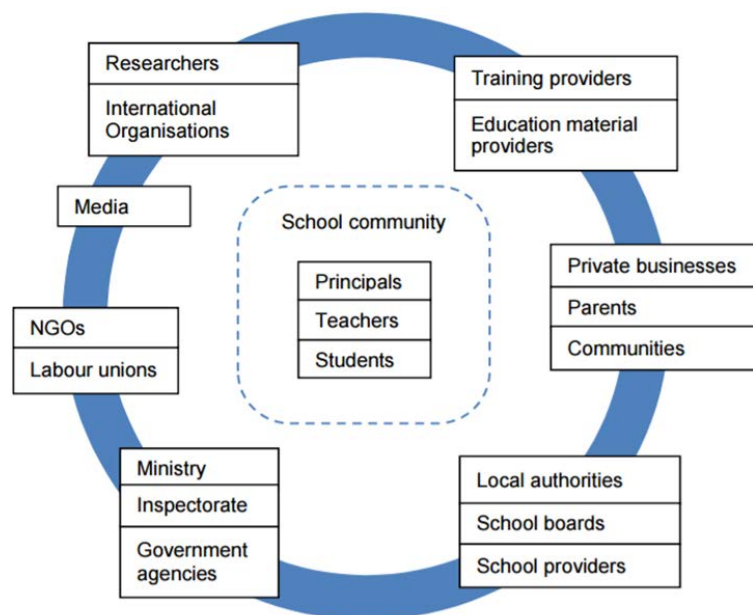 Researchers
International
Organisations
Training providers
Education material
providers
Media
School community
Principals
Teachers
Students
Private businesses
Parents
Communities
NGOs
Labour unions
Ministry
Inspectorate
Government
agencies
Local authorities
School boards
School providers